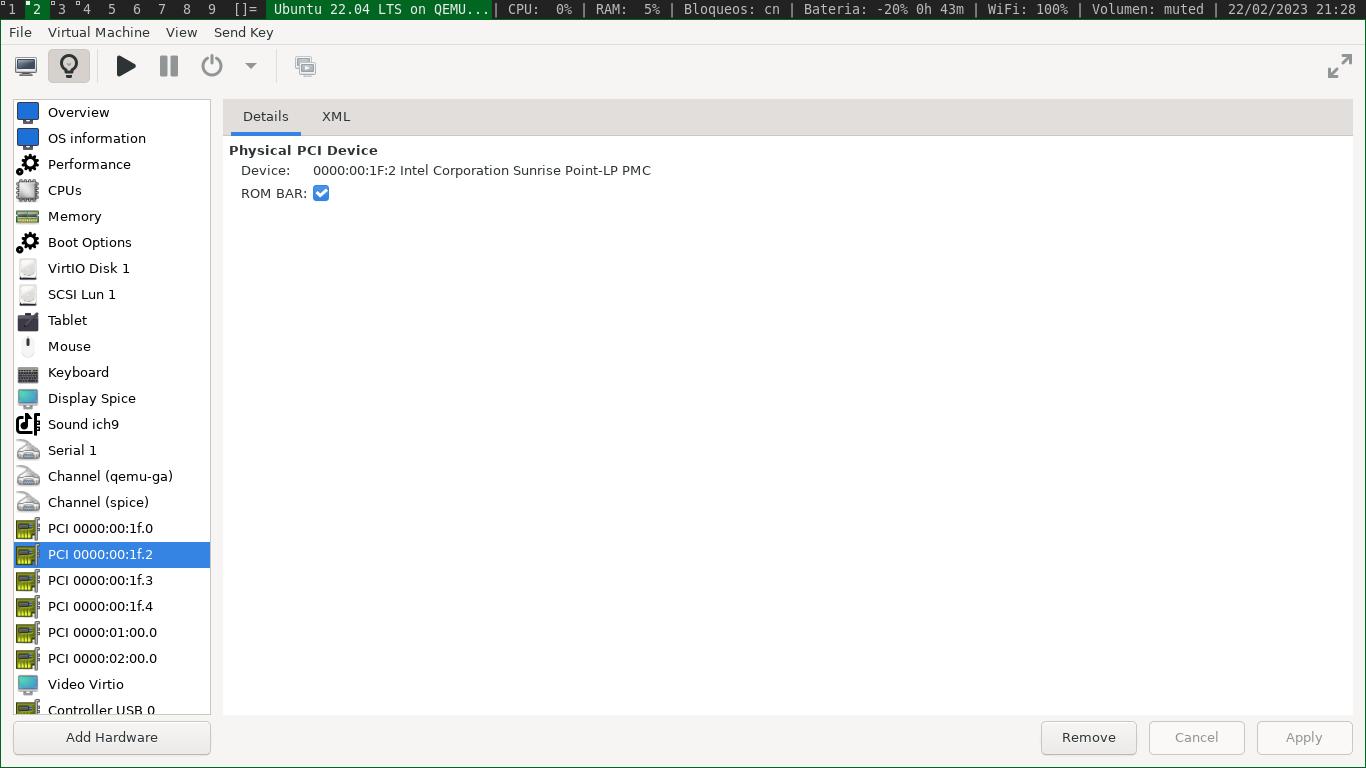 1 2 3 4 5 6 7 8 9 []= Ubuntu 22.04 LTS on QEMU... | CPU: 0% | RAM: 5% | Bloqueos: cn | Bateria: -20% 0h 43m | WiFi: 100% | Volumen: muted | 22/02/2023 21:28
File Virtual Machine View Send Key
Overview
OS information
Performance
CPUs
Memory
Boot Options
VirtIO Disk 1
SCSI Lun 1
Tablet
Mouse
Keyboard
Display Spice
Sound ich9
Serial 1
Channel (qemu-ga)
Channel (spice)
PCI 0000:00:1f.0
PCI 0000:00:1f.2
PCI 0000:00:1f.3
PCI 0000:00:1f.4
PCI 0000:01:00.0
PCI 0000:02:00.0
Video Virtio
Controller USB 0
Add Hardware
Details XML
Physical PCI Device
Device: 0000:00:1F:2 Intel Corporation Sunrise Point-LP PMC
ROM BAR:
Remove Cancel Apply